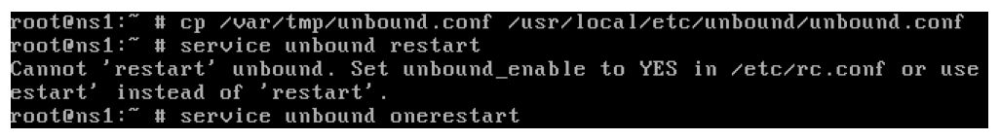 root@ns1:~ # cp /var/tmp/unbound.conf /usr/local/etc/unbound/unbound.conf
root@ns1:~ # service unbound restart
Cannot 'restart' unbound. Set unbound_enable to YES in /etc/rc.conf or use
estart' instead of 'restart'.
root@ns1:~ # service unbound onerestart